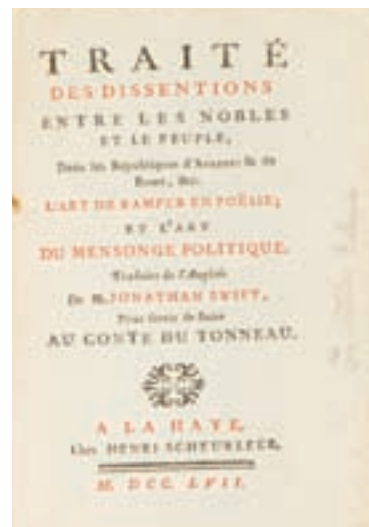 TRAITÉ
DES DISSENTIONS
ENTRE LES NOBLES
ET LE PEUPLE,
Dans les Républiques d'Athenes & de
Rome, &c.
L'ART DE RAMPER EN POËSIE;
ET L'ART
DU MENSONGE POLITIQUE.
Traduits de l'Anglois
De M. JONATHAN SWIFT,
Pour servir de Suite
AU CONTE DU TONNEAU.
A LA HAYE,
Chez HENRI SCHEURLEER,
M. DCC. LVII.